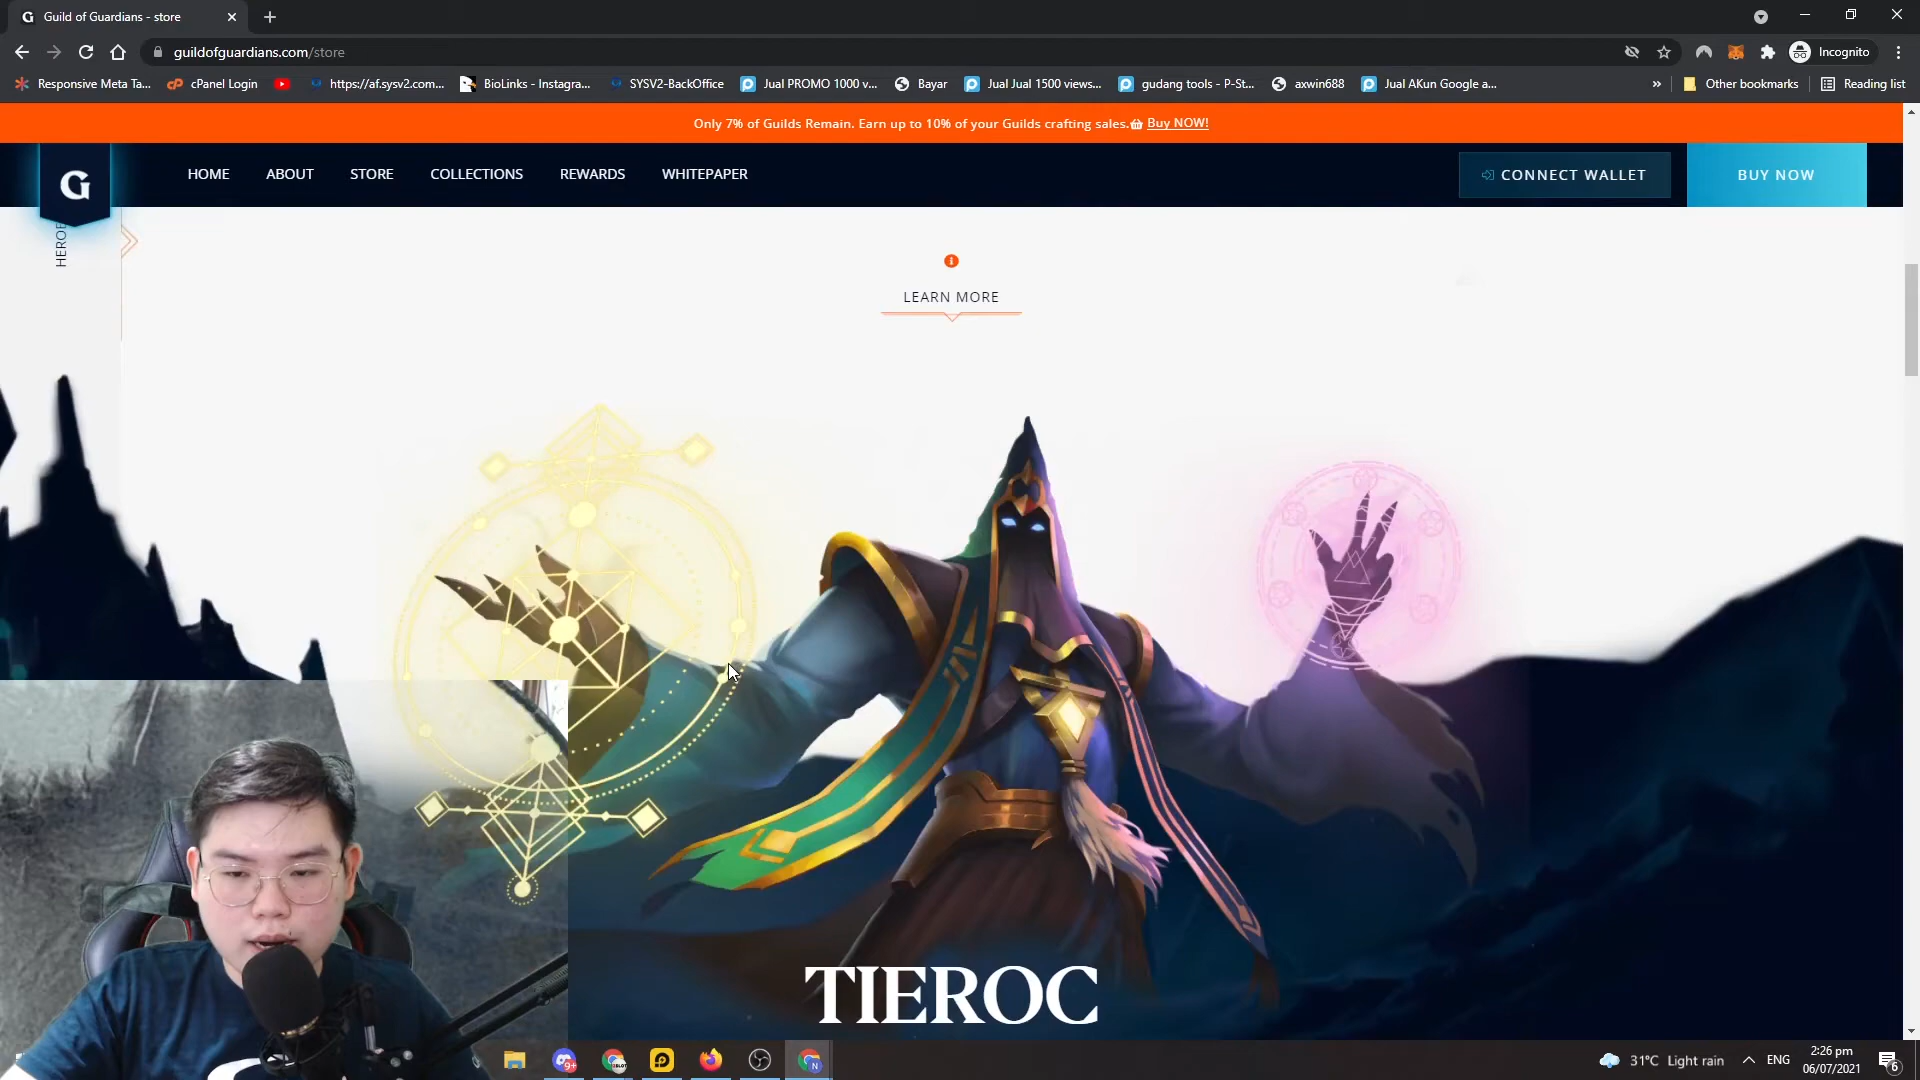 Guild of Guardians - store
guildofguardians.com/store
Incognito
Responsive Meta Ta...
cPanel Login
https://af.sysv2.com...
BioLinks - Instagra...
SYSV2-BackOffice
Jual PROMO 1000 v...
Bayar
Jual Jual 1500 views...
gudang tools - P-St...
axwin688
Jual AKun Google a...
»
Other bookmarks
Reading list
Only 7% of Guilds Remain. Earn up to 10% of your Guilds crafting sales. Buy NOW!
G
HOME
ABOUT
STORE
COLLECTIONS
REWARDS
WHITEPAPER
CONNECT WALLET
BUY NOW
HEROE
LEARN MORE
TIEROC
9+
N
31°C Light rain
ENG
2:26 pm
06/07/2021
6